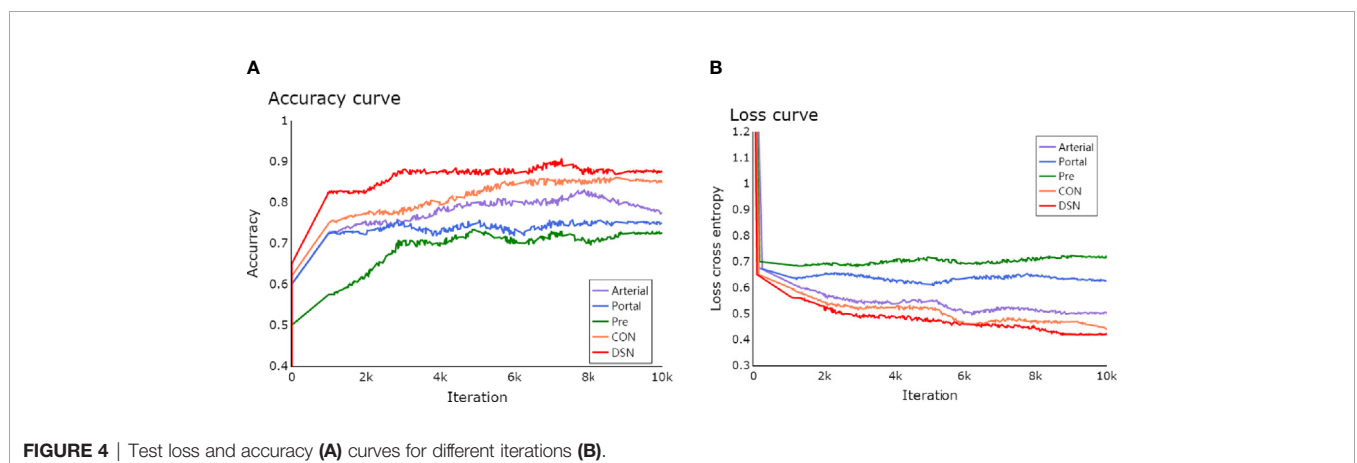 A
Accuracy curve
1
0.9
0.8
0.7
0.6
0.5
0.4
Accurracy
0 2k 4k 6k 8k 10k
Iteration
Arterial
Portal
Pre
CON
DSN
B
Loss curve
1.2
1.1
1
0.9
0.8
0.7
0.6
0.5
0.4
0.3
Loss cross entropy
0 2k 4k 6k 8k 10k
Iteration
Arterial
Portal
Pre
CON
DSN
FIGURE 4 | Test loss and accuracy (A) curves for different iterations (B).